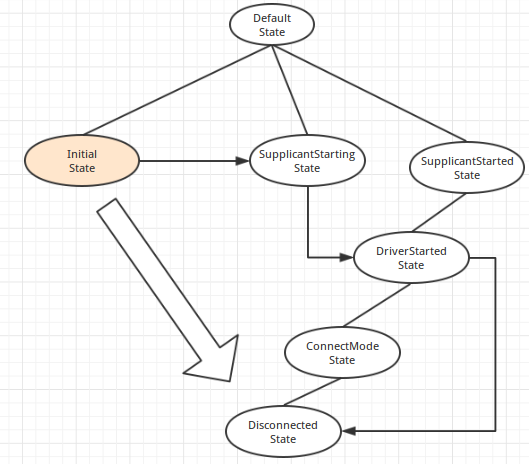 Default
State
Initial
State
SupplicantStarting
State
SupplicantStarted
State
DriverStarted
State
ConnectMode
State
Disconnected
State